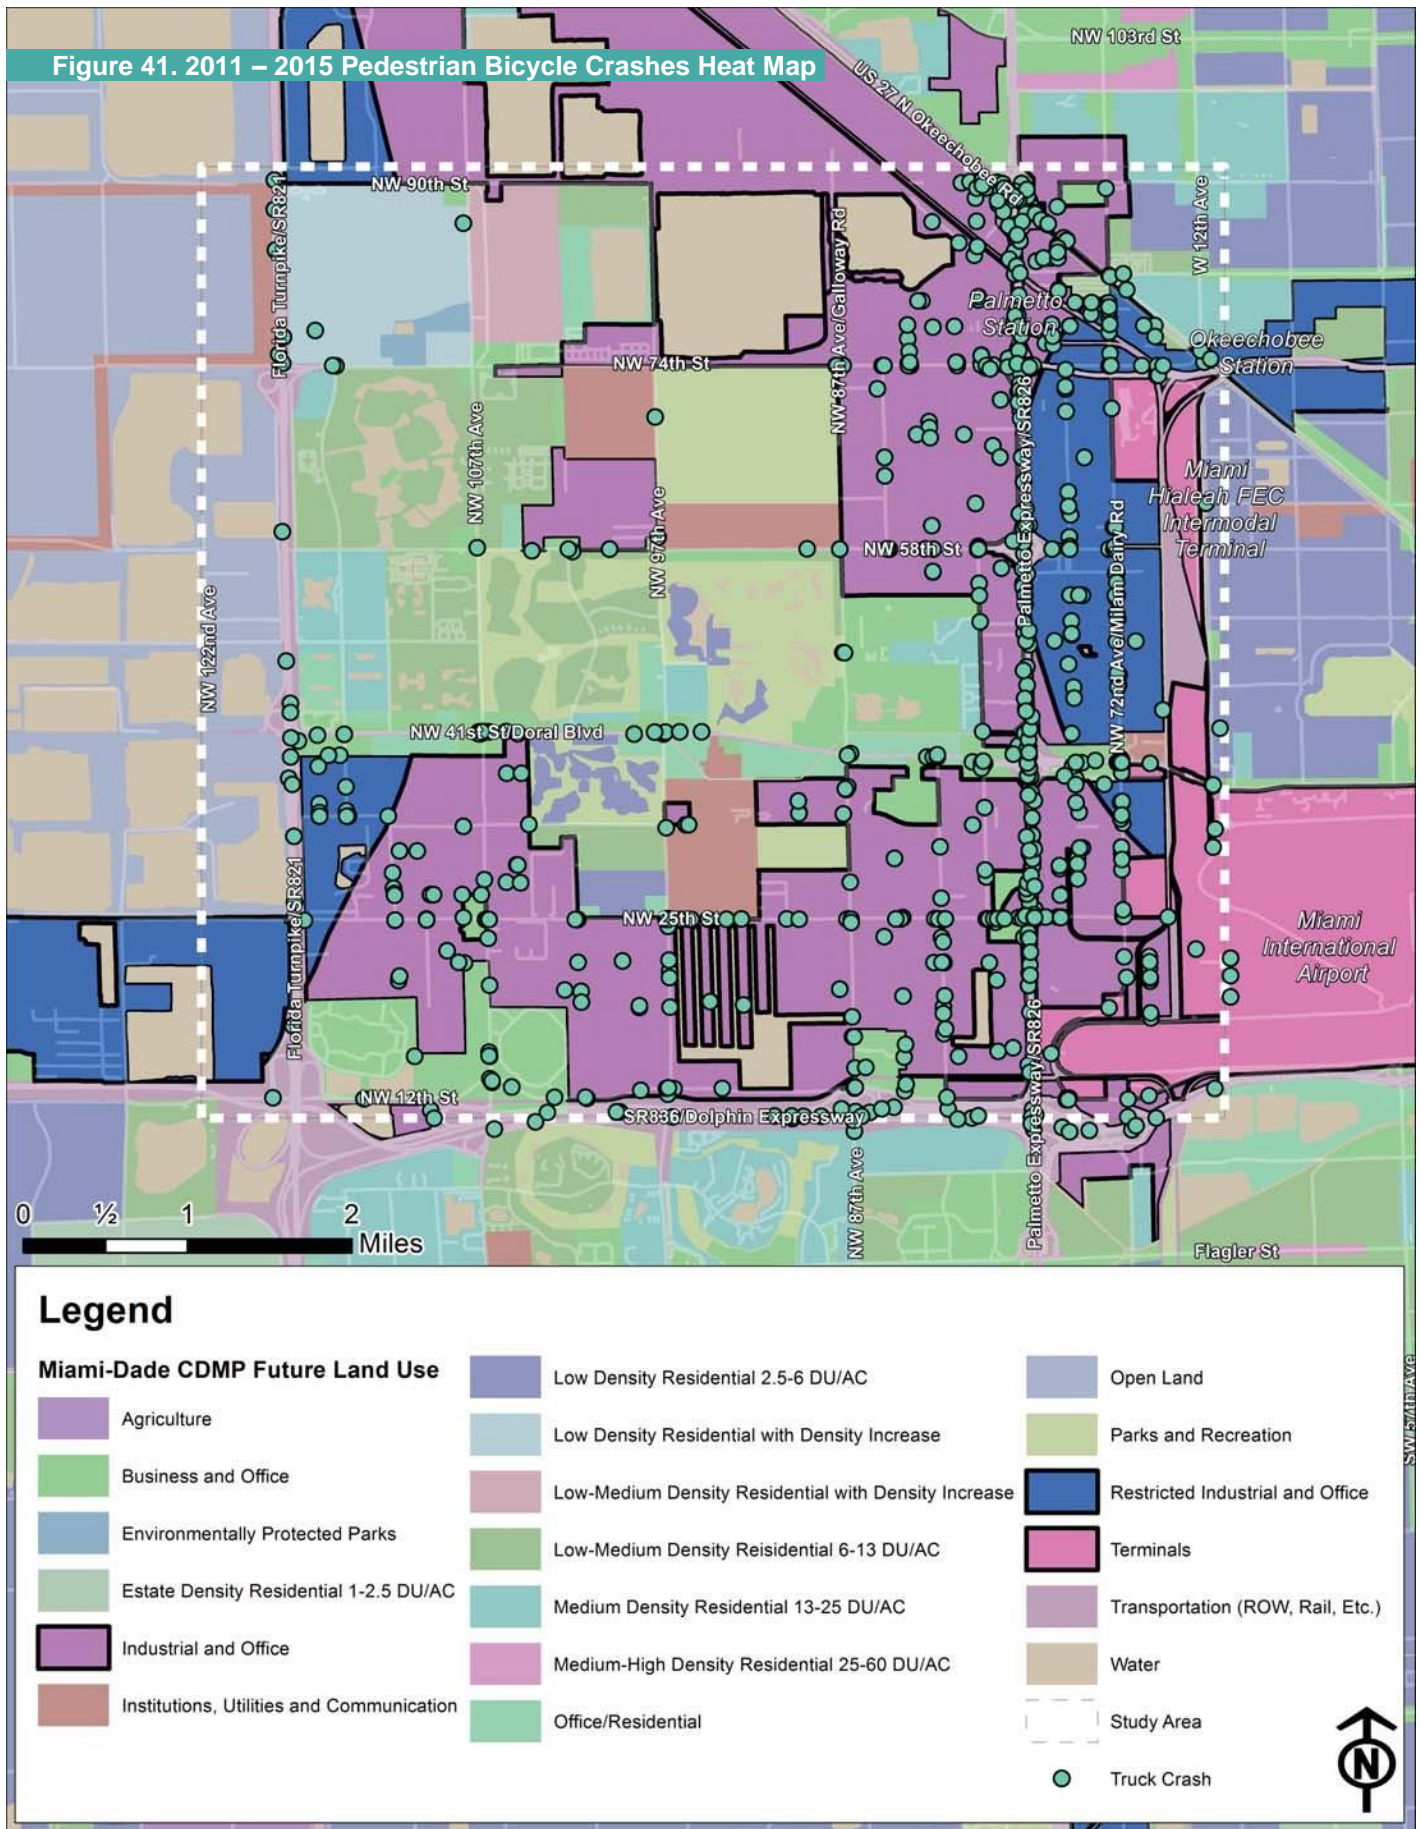 NW 103rd St
Figure 41. 2011 – 2015 Pedestrian Bicycle Crashes Heat Map
US 27 N Okeechobee Rd
NW 90th St
Florida Turnpike/SR821
NW 87th Ave/Galloway Rd
W 12th Ave
Palmetto
Station
Okeechobee
Station
NW 74th St
NW 107th Ave
Palmetto Expressway/SR826
Miami
Hialeah FEC
Intermodal
Terminal
NW 97th Ave
NW 58th St
NW 72nd Ave/Milam Dairy Rd
NW 122nd Ave
NW 41st St/Doral Blvd
Florida Turnpike/SR821
NW 25th St
Miami
International
Airport
Palmetto Expressway/SR826
NW 12th St
SR836/Dolphin Expressway
NW 87th Ave
Flagler St
0 ½ 1 2
Miles
SW 57th Ave
Legend
Miami-Dade CDMP Future Land Use
Agriculture
Business and Office
Environmentally Protected Parks
Estate Density Residential 1-2.5 DU/AC
Industrial and Office
Institutions, Utilities and Communication
Low Density Residential 2.5-6 DU/AC
Low Density Residential with Density Increase
Low-Medium Density Residential with Density Increase
Low-Medium Density Reisidential 6-13 DU/AC
Medium Density Residential 13-25 DU/AC
Medium-High Density Residential 25-60 DU/AC
Office/Residential
Open Land
Parks and Recreation
Restricted Industrial and Office
Terminals
Transportation (ROW, Rail, Etc.)
Water
Study Area
Truck Crash
N